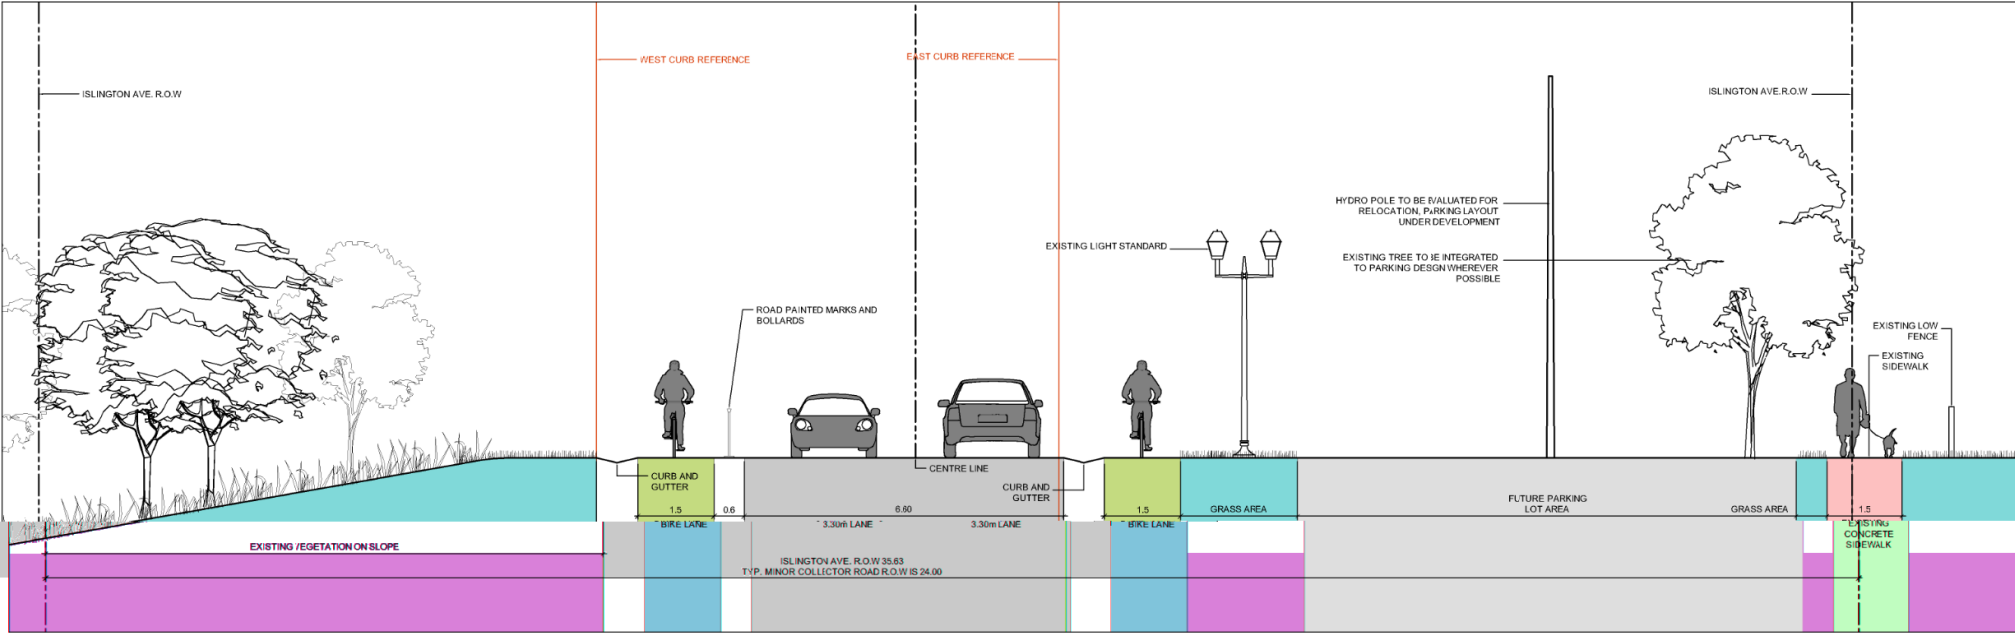 WEST CURB REFERENCE
EAST CURB REFERENCE
ISLINGTON AVE. R.O.W
ISLINGTON AVE.R.O.W
HYDRO POLE TO BE EVALUATED FOR
RELOCATION, PARKING LAYOUT
UNDER DEVELOPMENT
EXISTING LIGHT STANDARD
EXISTING TREE TO BE INTEGRATED
TO PARKING DESGN WHEREVER
POSSIBLE
ROAD PAINTED MARKS AND
BOLLARDS
EXISTING LOW
FENCE
EXISTING
SIDEWALK
CENTRE LINE
CURB AND
GUTTER
CURB AND
GUTTER
FUTURE PARKING
LOT AREA
1.5
0.6
6.60
1.5
GRASS AREA
GRASS AREA
1.5
BIKE LANE
3.30m LANE
3.30m LANE
BIKE LANE
EXISTING
CONCRETE
SIDEWALK
EXISTING VEGETATION ON SLOPE
ISLINGTON AVE. R.O.W 35.63
TYP. MINOR COLLECTOR ROAD R.O.W IS 24.00